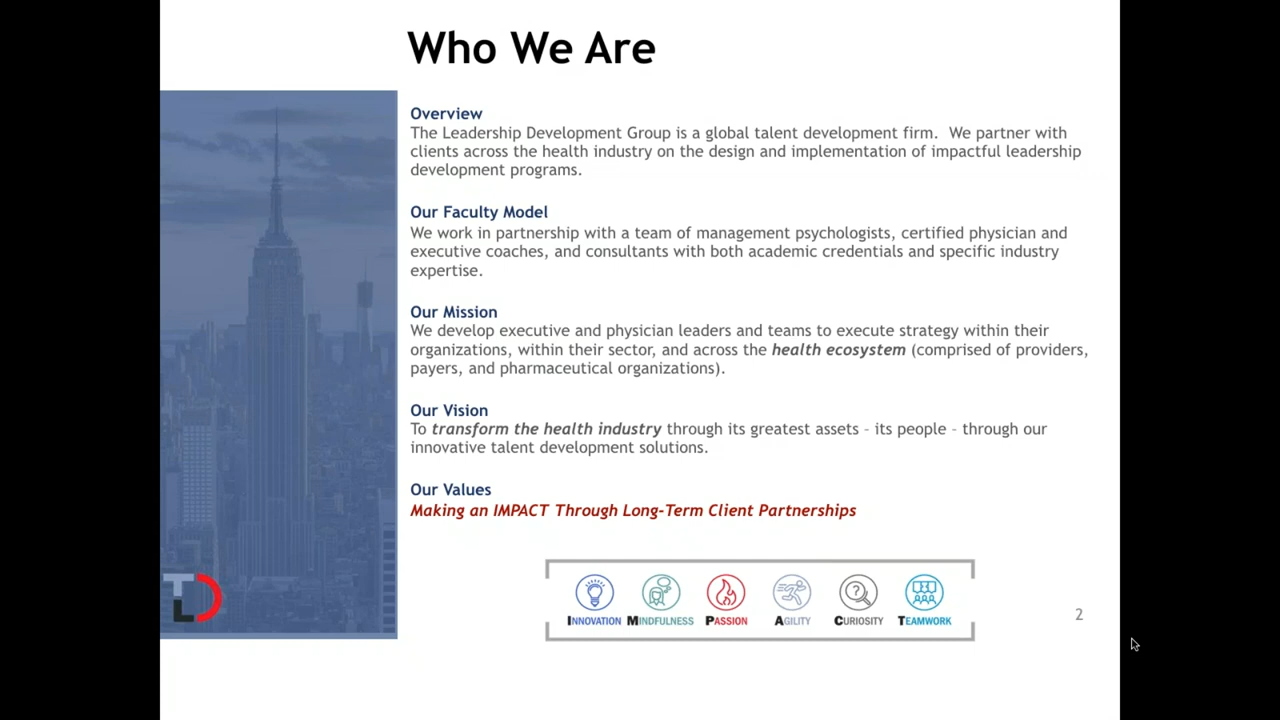 Who We Are
Overview
The Leadership Development Group is a global talent development firm.  We partner with
clients across the health industry on the design and implementation of impactful leadership
development programs.
Our Faculty Model
We work in partnership with a team of management psychologists, certified physician and
executive coaches, and consultants with both academic credentials and specific industry
expertise.
Our Mission
We develop executive and physician leaders and teams to execute strategy within their
organizations, within their sector, and across the health ecosystem (comprised of providers,
payers, and pharmaceutical organizations).
Our Vision
To transform the health industry through its greatest assets - its people - through our
innovative talent development solutions.
Our Values
Making an IMPACT Through Long-Term Client Partnerships
TLD
INNOVATION MINDFULNESS PASSION AGILITY CURIOSITY TEAMWORK
2